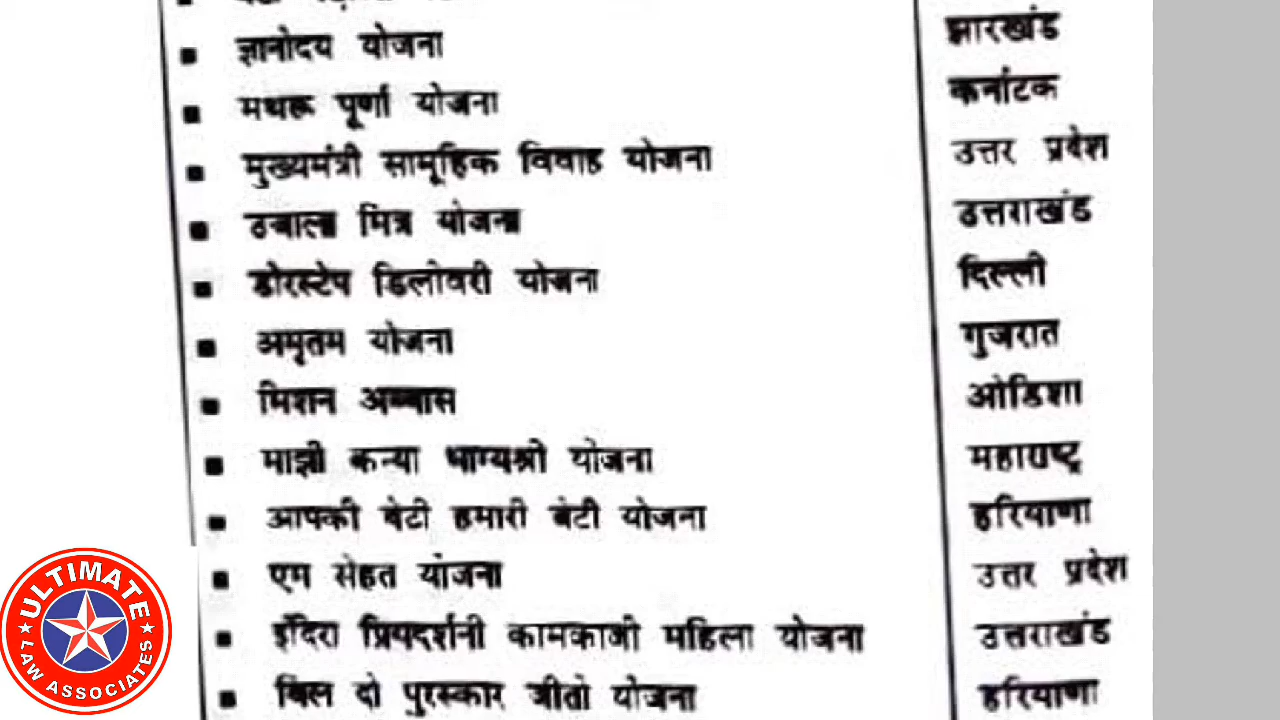 ज्ञानोदय योजना झारखंड
मथरू पूर्णा योजना कर्नाटक
मुख्यमंत्री सामूहिक विवाह योजना उत्तर प्रदेश
उजाला मित्र योजना उत्तराखंड
डोरस्टेप डिलीवरी योजना दिल्ली
अमृतम योजना गुजरात
मिशन अब्बास ओडिशा
माझी कन्या भाग्यश्री योजना महाराष्ट्र
आपकी बेटी हमारी बेटी योजना हरियाणा
एम सेहत योजना उत्तर प्रदेश
इंदिरा प्रियदर्शनी कामकाजी महिला योजना उत्तराखंड
बिल दो पुरस्कार जीतो योजना हरियाणा
ULTIMATE
LAW ASSOCIATES